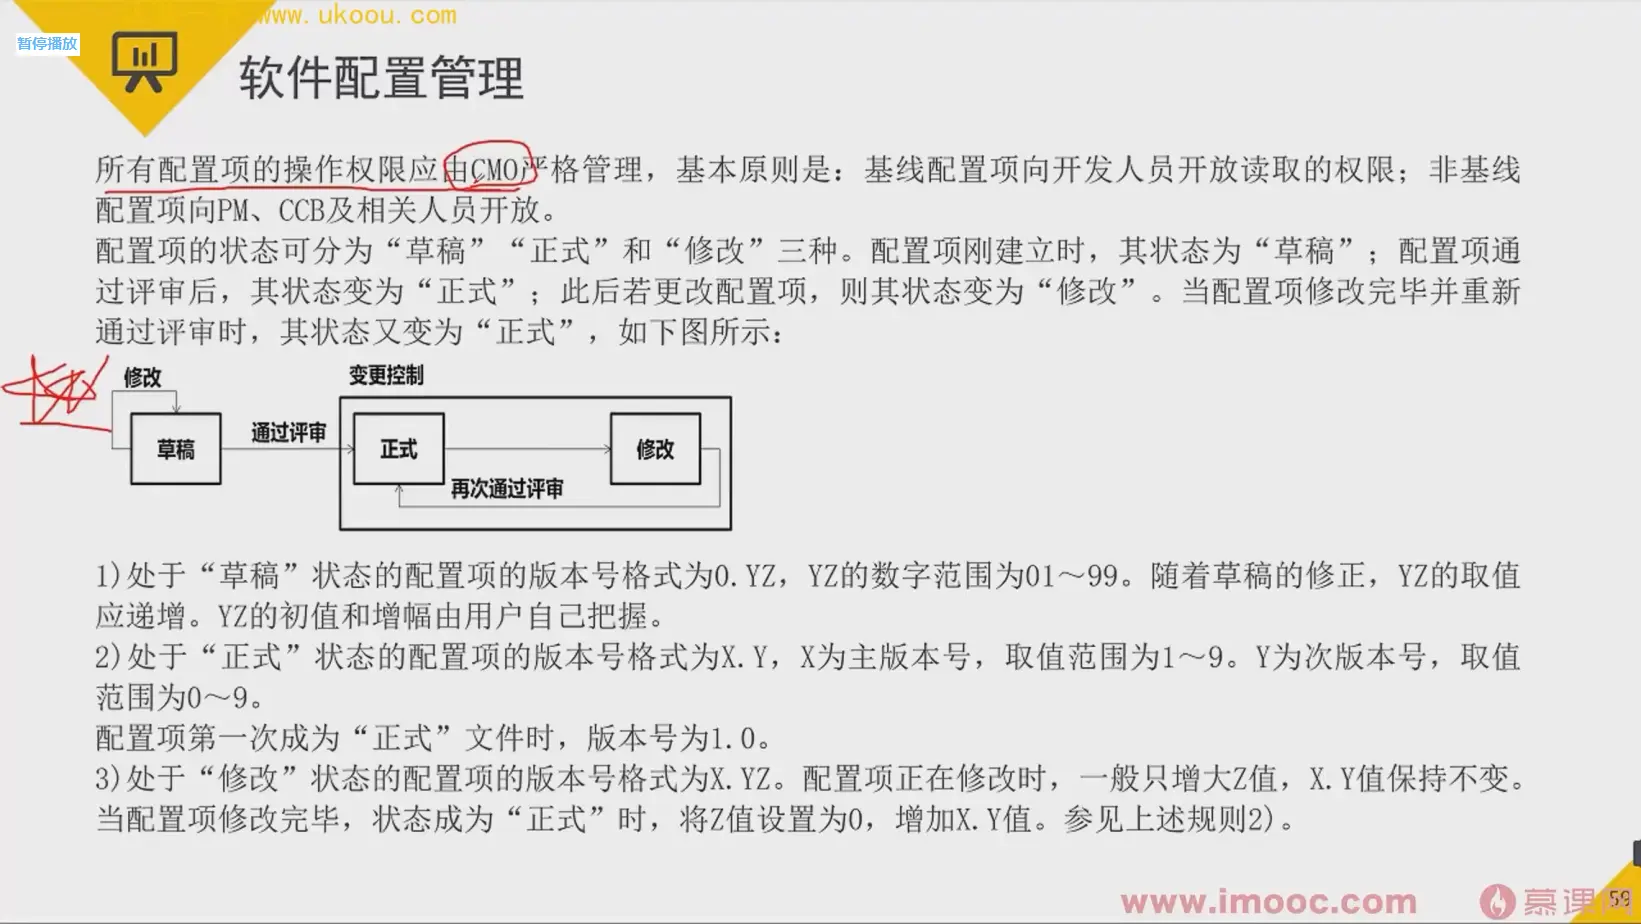 www.ukoou.com
暂停播放
软件配置管理
所有配置项的操作权限应由CMO严格管理，基本原则是：基线配置项向开发人员开放读取的权限；非基线
配置项向PM、CCB及相关人员开放。
配置项的状态可分为“草稿”“正式”和“修改”三种。配置项刚建立时，其状态为“草稿”；配置项通
过评审后，其状态变为“正式”；此后若更改配置项，则其状态变为“修改”。当配置项修改完毕并重新
通过评审时，其状态又变为“正式”，如下图所示：
修改
变更控制
草稿
通过评审
正式
修改
再次通过评审
1)处于“草稿”状态的配置项的版本号格式为0.YZ，YZ的数字范围为01～99。随着草稿的修正，YZ的取值
应递增。YZ的初值和增幅由用户自己把握。
2)处于“正式”状态的配置项的版本号格式为X.Y，X为主版本号，取值范围为1～9。Y为次版本号，取值
范围为0～9。
配置项第一次成为“正式”文件时，版本号为1.0。
3)处于“修改”状态的配置项的版本号格式为X.YZ。配置项正在修改时，一般只增大Z值，X.Y值保持不变。
当配置项修改完毕，状态成为“正式”时，将Z值设置为0，增加X.Y值。参见上述规则2)。
www.imooc.com
慕课网
59